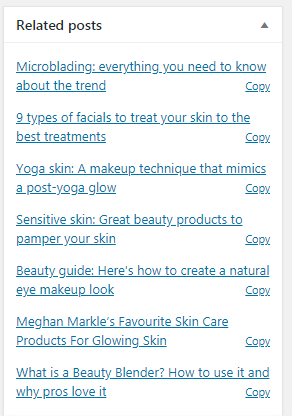 Related posts
Microblading: everything you need to know
about the trend
Copy
9 types of facials to treat your skin to the
best treatments
Copy
Yoga skin: A makeup technique that mimics
a post-yoga glow
Copy
Sensitive skin: Great beauty products to
pamper your skin
Copy
Beauty guide: Here's how to create a natural
eye makeup look
Copy
Meghan Markle’s Favourite Skin Care
Products For Glowing Skin
Copy
What is a Beauty Blender? How to use it and
why pros love it
Copy